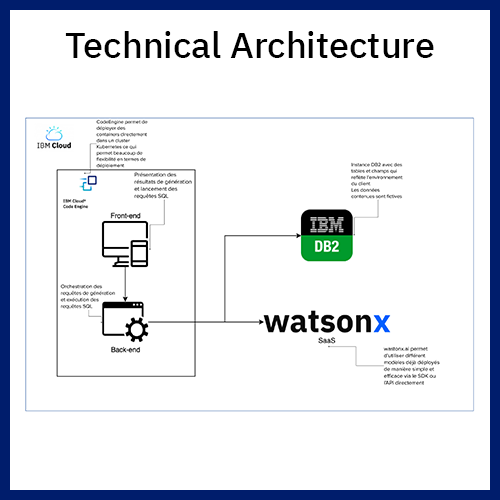 Technical Architecture
IBM Cloud
CodeEngine permet de
déployer des
containers directement
dans un cluster
Kubernetes ce qui
permet beaucoup de
flexibilité en termes de
déploiement
IBM Cloud®
Code Engine
Présentation des
résultats de génération
et lancement des
requêtes SQL
Front-end
Orchestration des
requêtes de génération
et exécution des
requêtes SQL
Back-end
Instance DB2 avec des
tables et champs qui
reflète l'environnement
du client
Les données
contenues sont fictives
IBM
DB2
watsonx
SaaS
watsonx.ai permet
d'utiliser différent
modèles déjà déployés
de manière simple et
efficace via le SDK ou
l'API directement